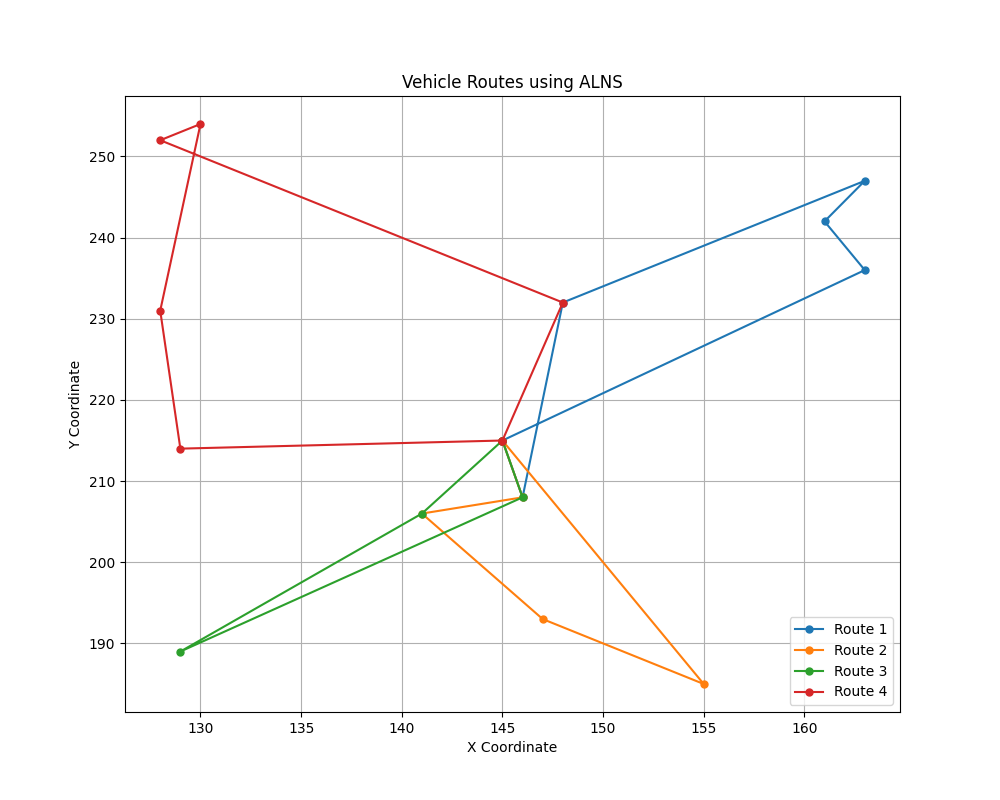 Vehicle Routes using ALNS
Y Coordinate
250
240
230
220
210
200
190
130
135
140
145
150
155
160
X Coordinate
Route 1
Route 2
Route 3
Route 4